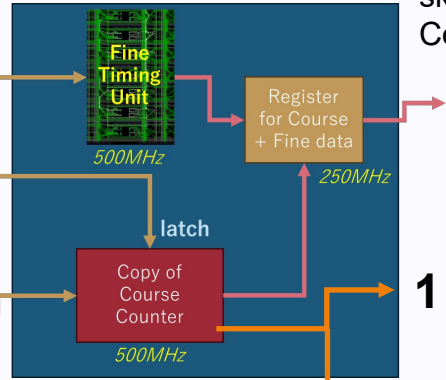 Fine
Timing
Unit
500MHz
Register
for Course
+ Fine data
250MHz
latch
Copy of
Course
Counter
500MHz
1